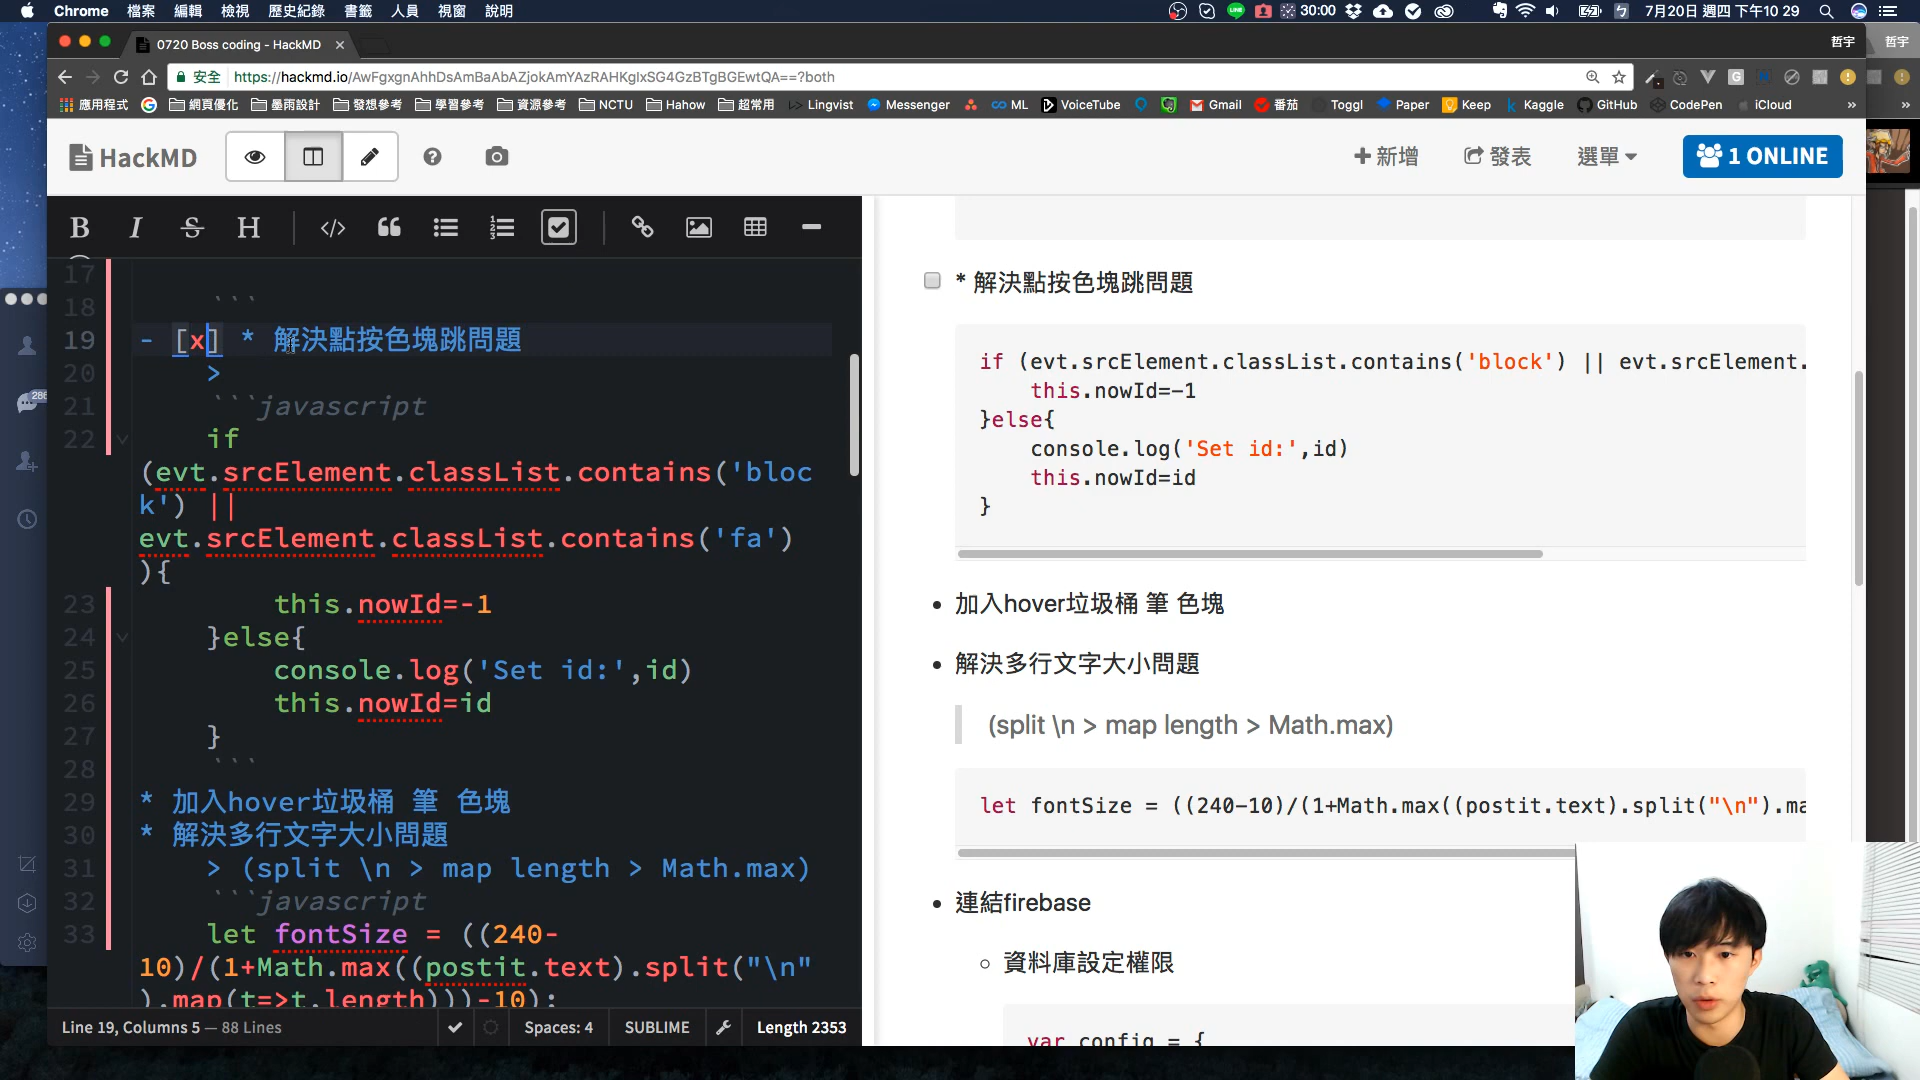 Chrome 檔案 編輯 檢視 歷史紀錄 書籤 人員 視窗 說明 30:00 7月20日 週四 下午10 29
0720 Boss coding - HackMD 哲宇 哲宇
安全 https://hackmd.io/AwFgxgnAhhDsAmBaAbAZjokAmYAzRAHKglxSG4GzBTgBGEwtQA==?both
應用程式 網頁優化 墨雨設計 發想參考 學習參考 資源參考 NCTU Hahow 超常用 Lingvist Messenger ML VoiceTube Gmail 番茄 Toggl Paper Keep Kaggle GitHub CodePen iCloud » »
HackMD 新增 發表 選單 1 ONLINE
B I S H
17
18 ```
19 - [x] * 解決點按色塊跳問題
20 >
21 ```javascript
22 if
(evt.srcElement.classList.contains('bloc
k') ||
evt.srcElement.classList.contains('fa')
){
23 this.nowId=-1
24 }else{
25 console.log('Set id:',id)
26 this.nowId=id
27 }
28 ```
29 * 加入hover垃圾桶 筆 色塊
30 * 解決多行文字大小問題
31 > (split \n > map length > Math.max)
32 ```javascript
33 let fontSize = ((240-
10)/(1+Math.max((postit.text).split("\n"
).map(t=>t.length)))-10);
Line 19, Columns 5 — 88 Lines Spaces: 4 SUBLIME Length 2353
* 解決點按色塊跳問題
if (evt.srcElement.classList.contains('block') || evt.srcElement.
this.nowId=-1
}else{
console.log('Set id:',id)
this.nowId=id
}
加入hover垃圾桶 筆 色塊
解決多行文字大小問題
(split \n > map length > Math.max)
let fontSize = ((240-10)/(1+Math.max((postit.text).split("\n").ma
連結firebase
資料庫設定權限
var config = {